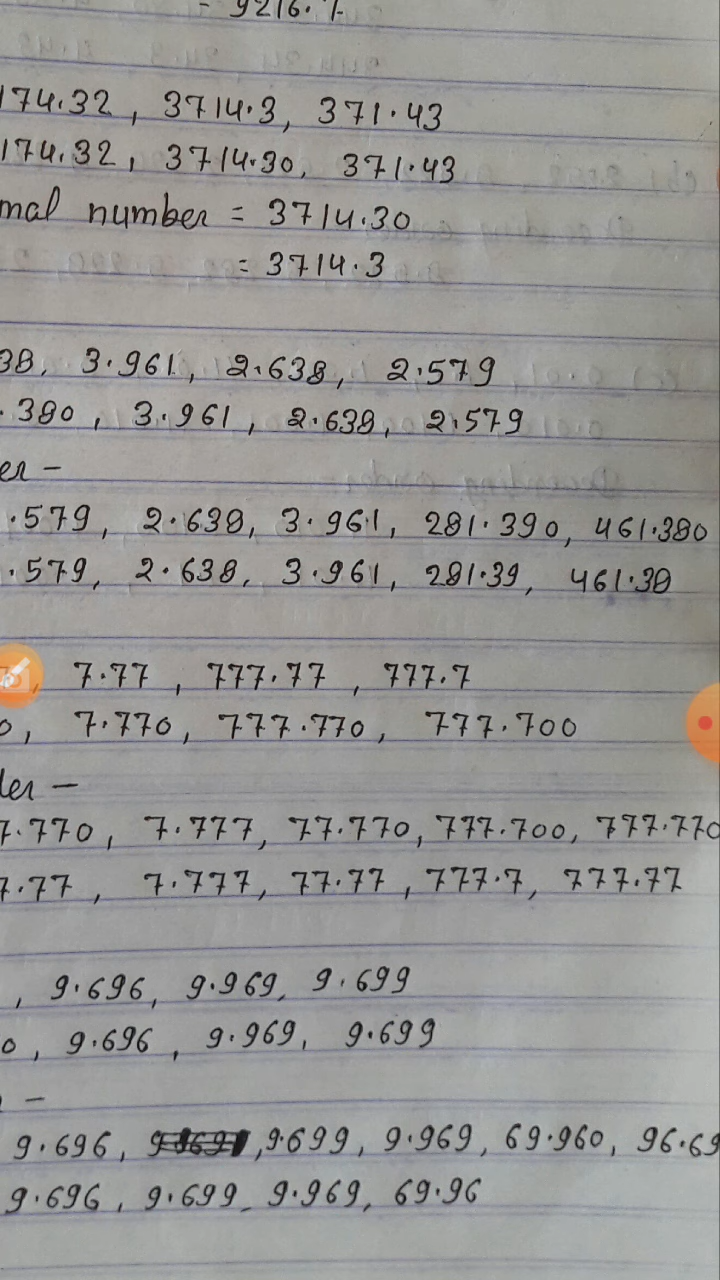 - 9216.7
174.32, 3714.3, 371.43
174.32, 3714.30, 371.43
mal number = 3714.30
= 3714.3
38, 3.961, 2.638, 2.579
.380, 3.961, 2.638, 2.579
er -
.579, 2.638, 3.961, 281.390, 461.380
.579, 2.638, 3.961, 281.39, 461.38
, 7.77, 777.77, 777.7
0, 7.770, 777.770, 777.700
der -
7.770, 7.777, 77.770, 777.700, 777.770
7.77, 7.777, 77.77, 777.7, 777.77
, 9.696, 9.969, 9.699
0, 9.696, 9.969, 9.699
-
9.696, 9.699, 9.969, 69.960, 96.69
9.696, 9.699, 9.969, 69.96